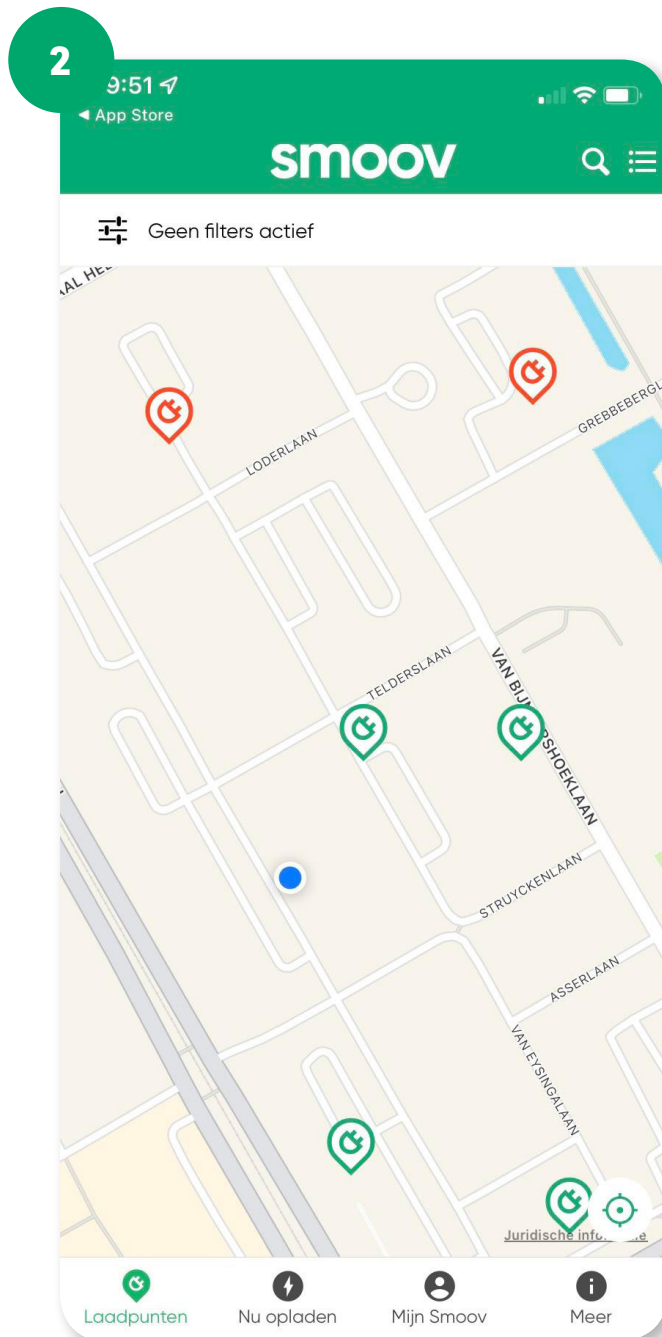 2
9:51
◀ App Store
smoov
Geen filters actief
LODERLAAN
TELDERSLAAN
STRUYCKENLAAN
ASSERLAAN
VAN EYSINGALAAN
Juridische
Laadpunten
Nu opladen
Mijn Smoov
Meer